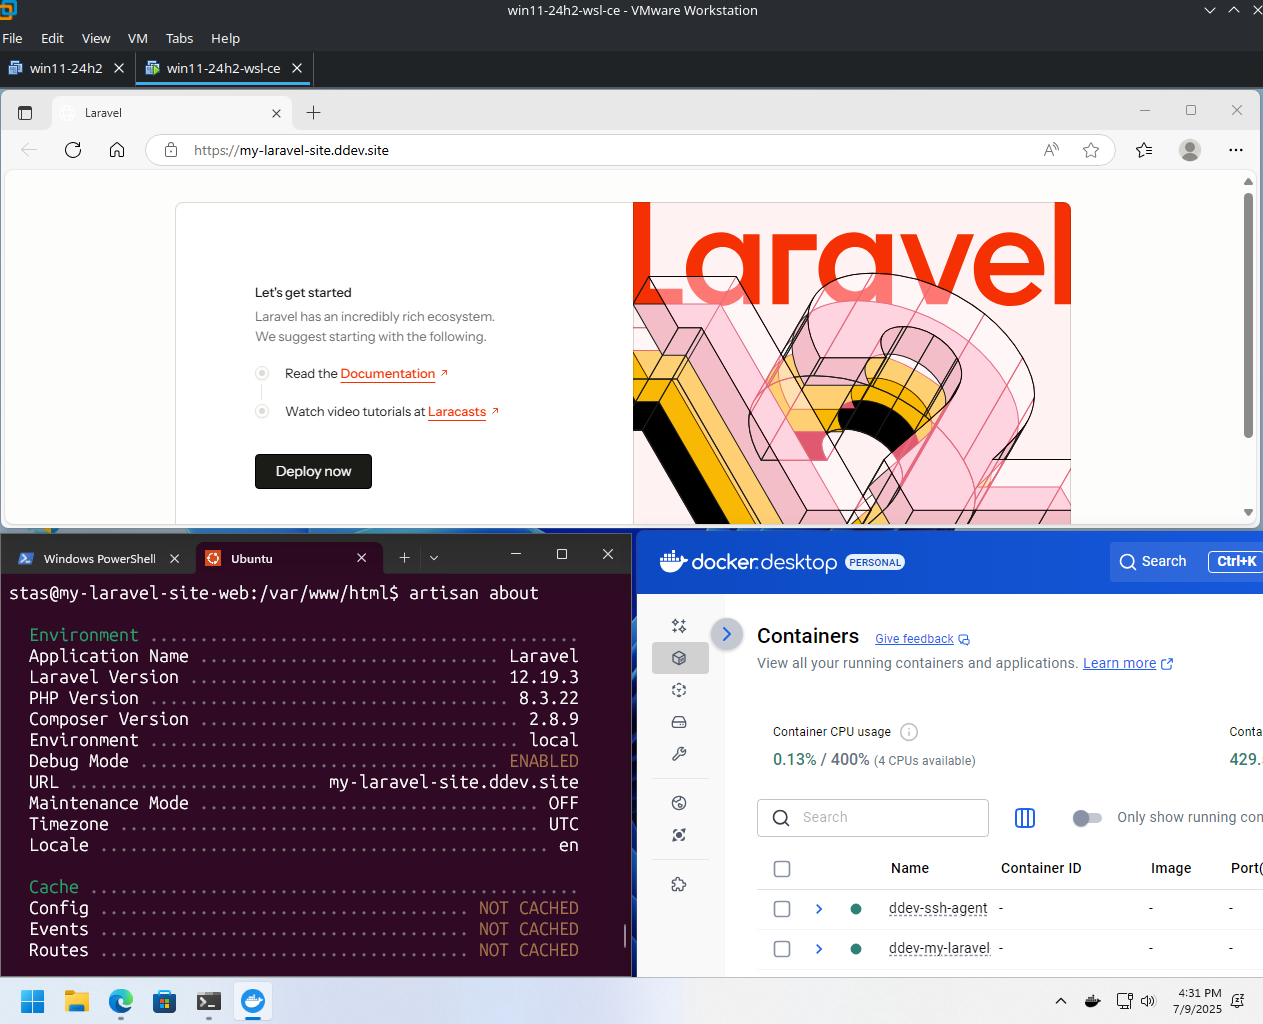 win11-24h2-wsl-ce - VMware Workstation
File Edit View VM Tabs Help
win11-24h2 win11-24h2-wsl-ce
Laravel
https://my-laravel-site.ddev.site
Laravel
Let's get started
Laravel has an incredibly rich ecosystem.
We suggest starting with the following.
Read the Documentation
Watch video tutorials at Laracasts
Deploy now
Windows PowerShell Ubuntu
stas@my-laravel-site-web:/var/www/html$ artisan about
Environment ...........................................
Application Name .............................. Laravel
Laravel Version ............................... 12.19.3
PHP Version .................................... 8.3.22
Composer Version ................................ 2.8.9
Environment ..................................... local
Debug Mode .................................... ENABLED
URL ......................... my-laravel-site.ddev.site
Maintenance Mode .................................. OFF
Timezone .......................................... UTC
Locale ............................................. en
Cache .................................................
Config ..................................... NOT CACHED
Events ..................................... NOT CACHED
Routes ..................................... NOT CACHED
docker.desktop PERSONAL Search Ctrl+K
Containers Give feedback
View all your running containers and applications. Learn more
Container CPU usage Conta
0.13% / 400% (4 CPUs available) 429.
Search Only show running con
Name Container ID Image Port(
ddev-ssh-agent - - -
ddev-my-laravel - - -
4:31 PM
7/9/2025